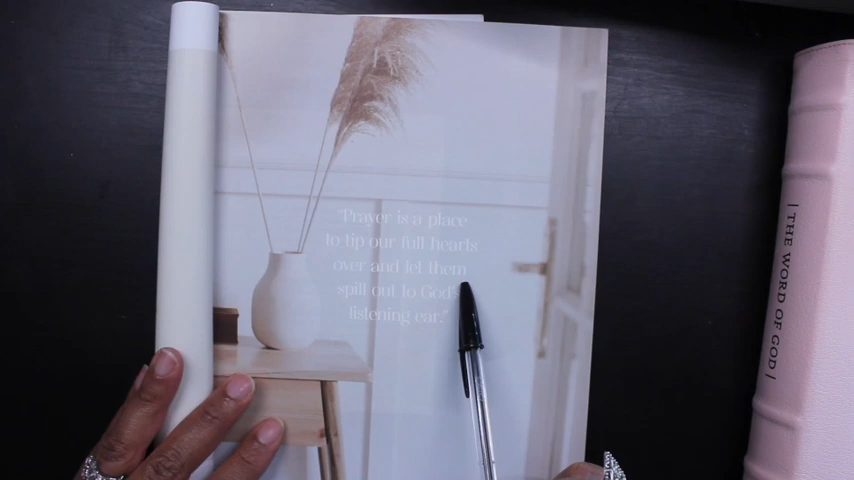 "Prayer is a place
to tip our full hearts
over and let them
spill out to God's
listening ear."
| THE WORD OF GOD |